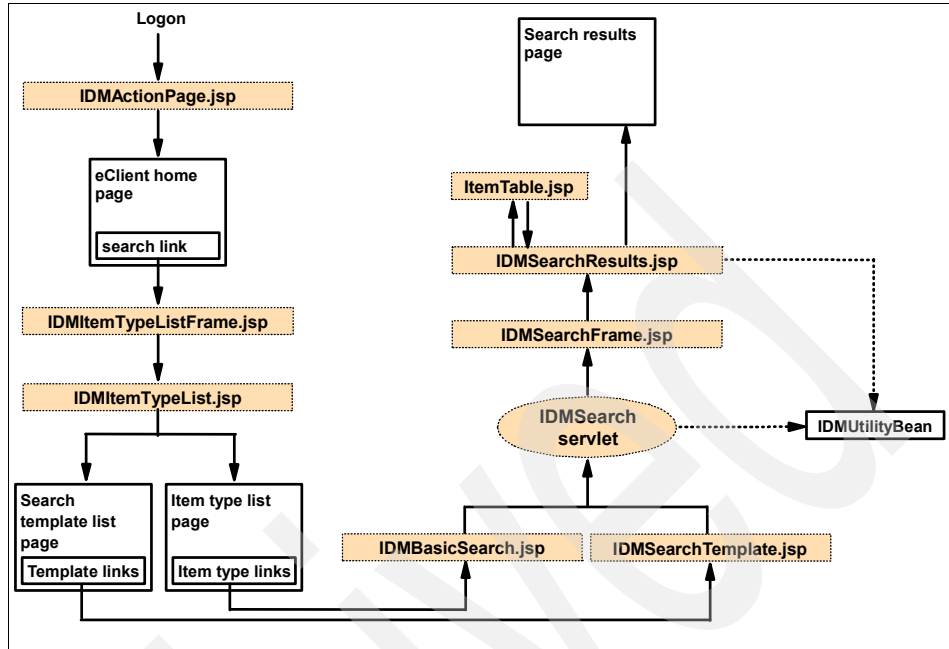 Logon
IDMActionPage.jsp
eClient home
page
search link
IDMItemTypeListFrame.jsp
IDMItemTypeList.jsp
Search
template list
page
Template links
Item type list
page
Item type links
Search results
page
ItemTable.jsp
IDMSearchResults.jsp
IDMSearchFrame.jsp
IDMSearch
servlet
IDMUtilityBean
IDMBasicSearch.jsp
IDMSearchTemplate.jsp